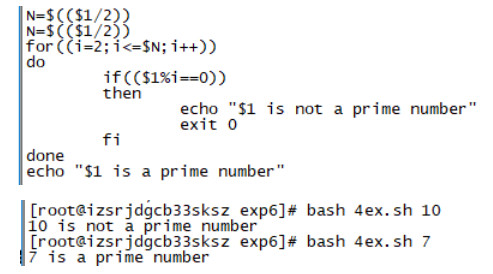 N=$(($1/2))
N=$(($1/2))
for((i=2;i<=$N;i++))
do
if(($1%i==0))
then
echo "$1 is not a prime number"
exit 0
fi
done
echo "$1 is a prime number"
[root@izsrjdgcb33sksz exp6]# bash 4ex.sh 10
10 is not a prime number
[root@izsrjdgcb33sksz exp6]# bash 4ex.sh 7
7 is a prime number